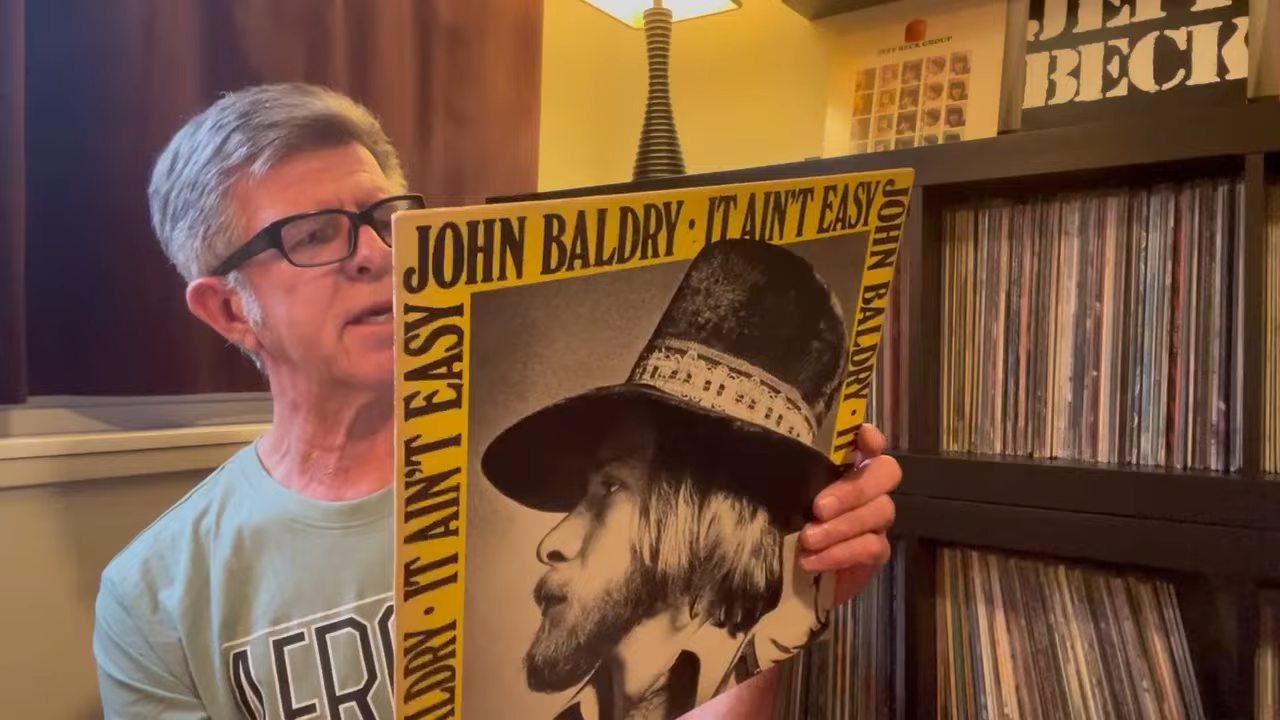 JEFF BECK GROUP
JEFF
BECK
JOHN BALDRY · IT AIN'T EASY
JOHN BALDRY · IT
BALDRY · IT AIN'T EASY
AERO